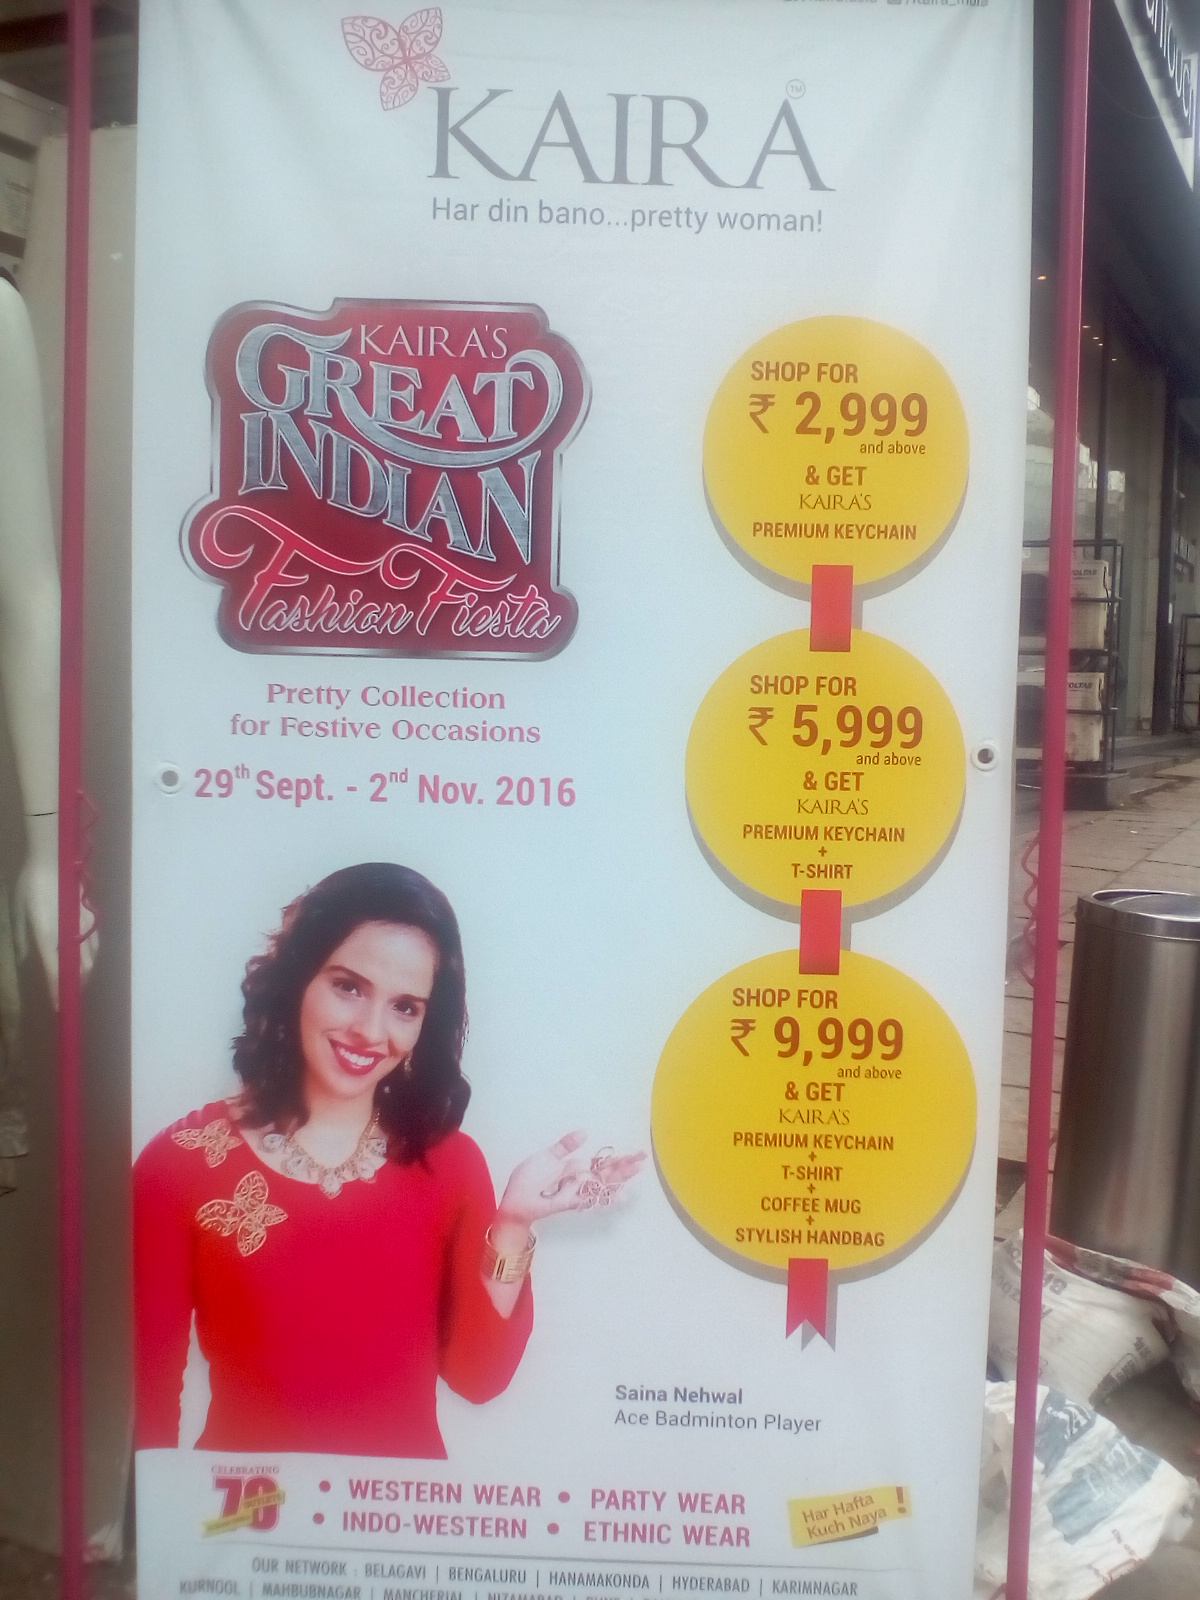 KAIRA™
Har din bano...pretty woman!
KAIRA'S
GREAT
INDIAN
Fashion Fiesta
Pretty Collection
for Festive Occasions
29th Sept. - 2nd Nov. 2016
SHOP FOR
₹ 2,999
and above
& GET
KAIRA'S
PREMIUM KEYCHAIN
SHOP FOR
₹ 5,999
and above
& GET
KAIRA'S
PREMIUM KEYCHAIN
+
T-SHIRT
SHOP FOR
₹ 9,999
and above
& GET
KAIRA'S
PREMIUM KEYCHAIN
+
T-SHIRT
+
COFFEE MUG
+
STYLISH HANDBAG
Saina Nehwal
Ace Badminton Player
CELEBRATING
• WESTERN WEAR • PARTY WEAR
• INDO-WESTERN • ETHNIC WEAR
Har Hafta
Kuch Naya !
OUR NETWORK : BELAGAVI | BENGALURU | HANAMAKONDA | HYDERABAD | KARIMNAGAR
KURNOOL | MAHBUBNAGAR | MANCHERIAL | NIZAMABAD
VOLTAS